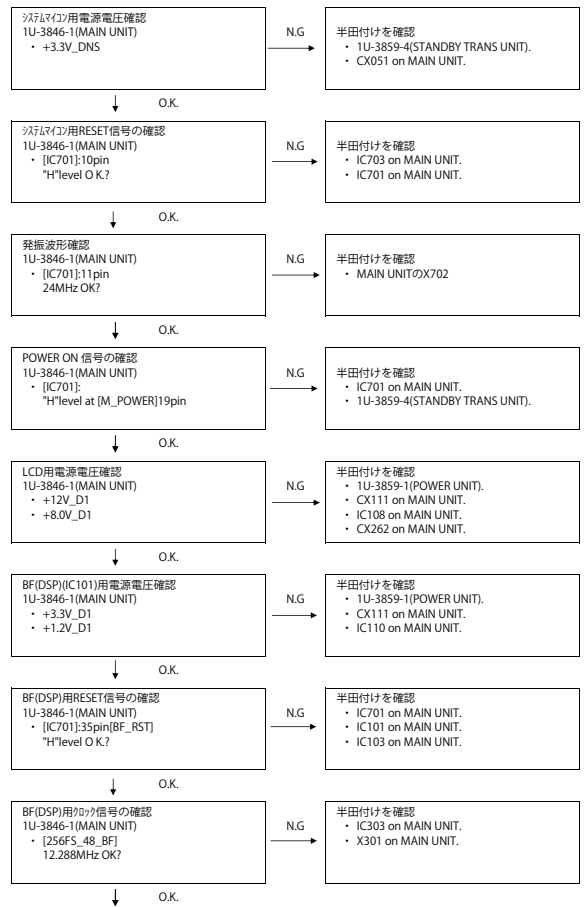 ｼｽﾃﾑﾏｲｺﾝ用電源電圧確認
1U-3846-1(MAIN UNIT)
・ +3.3V_DNS
N.G
半田付けを確認
・ 1U-3859-4(STANDBY TRANS UNIT).
・ CX051 on MAIN UNIT.
O.K.
ｼｽﾃﾑﾏｲｺﾝ用RESET信号の確認
1U-3846-1(MAIN UNIT)
・ [IC701]:10pin
"H"level O K.?
N.G
半田付けを確認
・ IC703 on MAIN UNIT.
・ IC701 on MAIN UNIT.
O.K.
発振波形確認
1U-3846-1(MAIN UNIT)
・ [IC701]:11pin
24MHz OK?
N.G
半田付けを確認
・ MAIN UNITのX702
O.K.
POWER ON 信号の確認
1U-3846-1(MAIN UNIT)
・ [IC701]:
"H"level at [M_POWER]19pin
N.G
半田付けを確認
・ IC701 on MAIN UNIT.
・ 1U-3859-4(STANDBY TRANS UNIT).
O.K.
LCD用電源電圧確認
1U-3846-1(MAIN UNIT)
・ +12V_D1
・ +8.0V_D1
N.G
半田付けを確認
・ 1U-3859-1(POWER UNIT).
・ CX111 on MAIN UNIT.
・ IC108 on MAIN UNIT.
・ CX262 on MAIN UNIT.
O.K.
BF(DSP)(IC101)用電源電圧確認
1U-3846-1(MAIN UNIT)
・ +3.3V_D1
・ +1.2V_D1
N.G
半田付けを確認
・ 1U-3859-1(POWER UNIT).
・ CX111 on MAIN UNIT.
・ IC110 on MAIN UNIT.
O.K.
BF(DSP)用RESET信号の確認
1U-3846-1(MAIN UNIT)
・ [IC701]:35pin[BF_RST]
"H"level O K.?
N.G
半田付けを確認
・ IC701 on MAIN UNIT.
・ IC101 on MAIN UNIT.
・ IC103 on MAIN UNIT.
O.K.
BF(DSP)用ｸﾛｯｸ信号の確認
1U-3846-1(MAIN UNIT)
・ [256FS_48_BF]
12.288MHz OK?
N.G
半田付けを確認
・ IC303 on MAIN UNIT.
・ X301 on MAIN UNIT.
O.K.